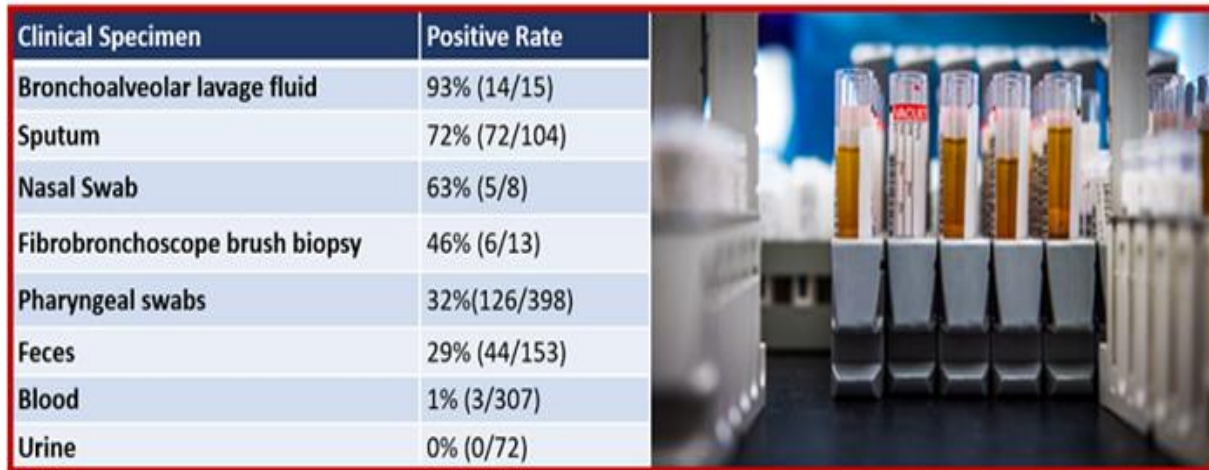 Clinical Specimen Positive Rate
Bronchoalveolar lavage fluid 93% (14/15)
Sputum 72% (72/104)
Nasal Swab 63% (5/8)
Fibrobronchoscope brush biopsy 46% (6/13)
Pharyngeal swabs 32%(126/398)
Feces 29% (44/153)
Blood 1% (3/307)
Urine 0% (0/72)